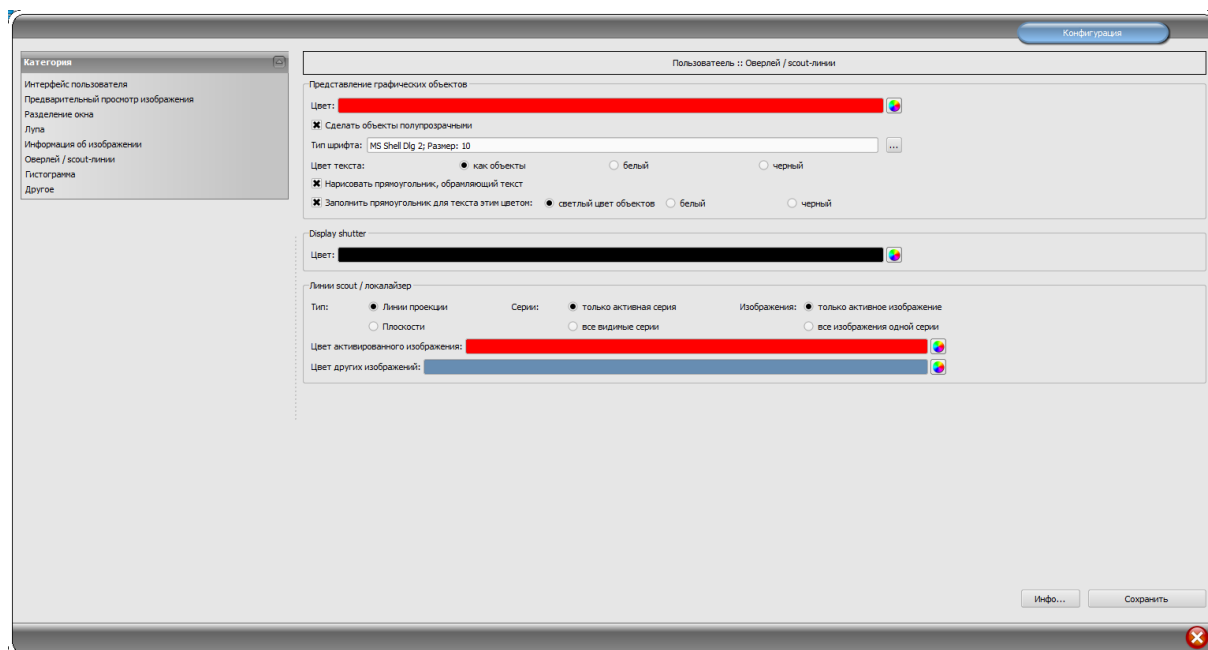 Конфигурация
Категория
Интерфейс пользователя
Предварительный просмотр изображения
Разделение окна
Лупа
Информация об изображении
Оверлей / scout-линии
Гистограмма
Другое
Пользоватеель :: Оверлей / scout-линии
Представление графических объектов
Цвет:
Сделать объекты полупрозрачными
Тип шрифта: MS Shell Dlg 2; Размер: 10 ...
Цвет текста: как объекты белый черный
Нарисовать прямоугольник, обрамляющий текст
Заполнить прямоугольник для текста этим цветом: светлый цвет объектов белый черный
Display shutter
Цвет:
Линии scout / локалайзер
Тип: Линии проекции Серии: только активная серия Изображения: только активное изображение
Плоскости все видимые серии все изображения одной серии
Цвет активированного изображения:
Цвет других изображений:
Инфо... Сохранить